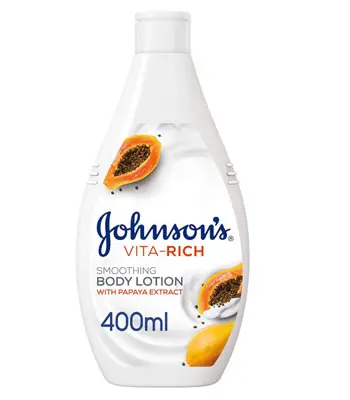 Johnson's®
VITA-RICH
SMOOTHING
BODY LOTION
WITH PAPAYA EXTRACT
400ml